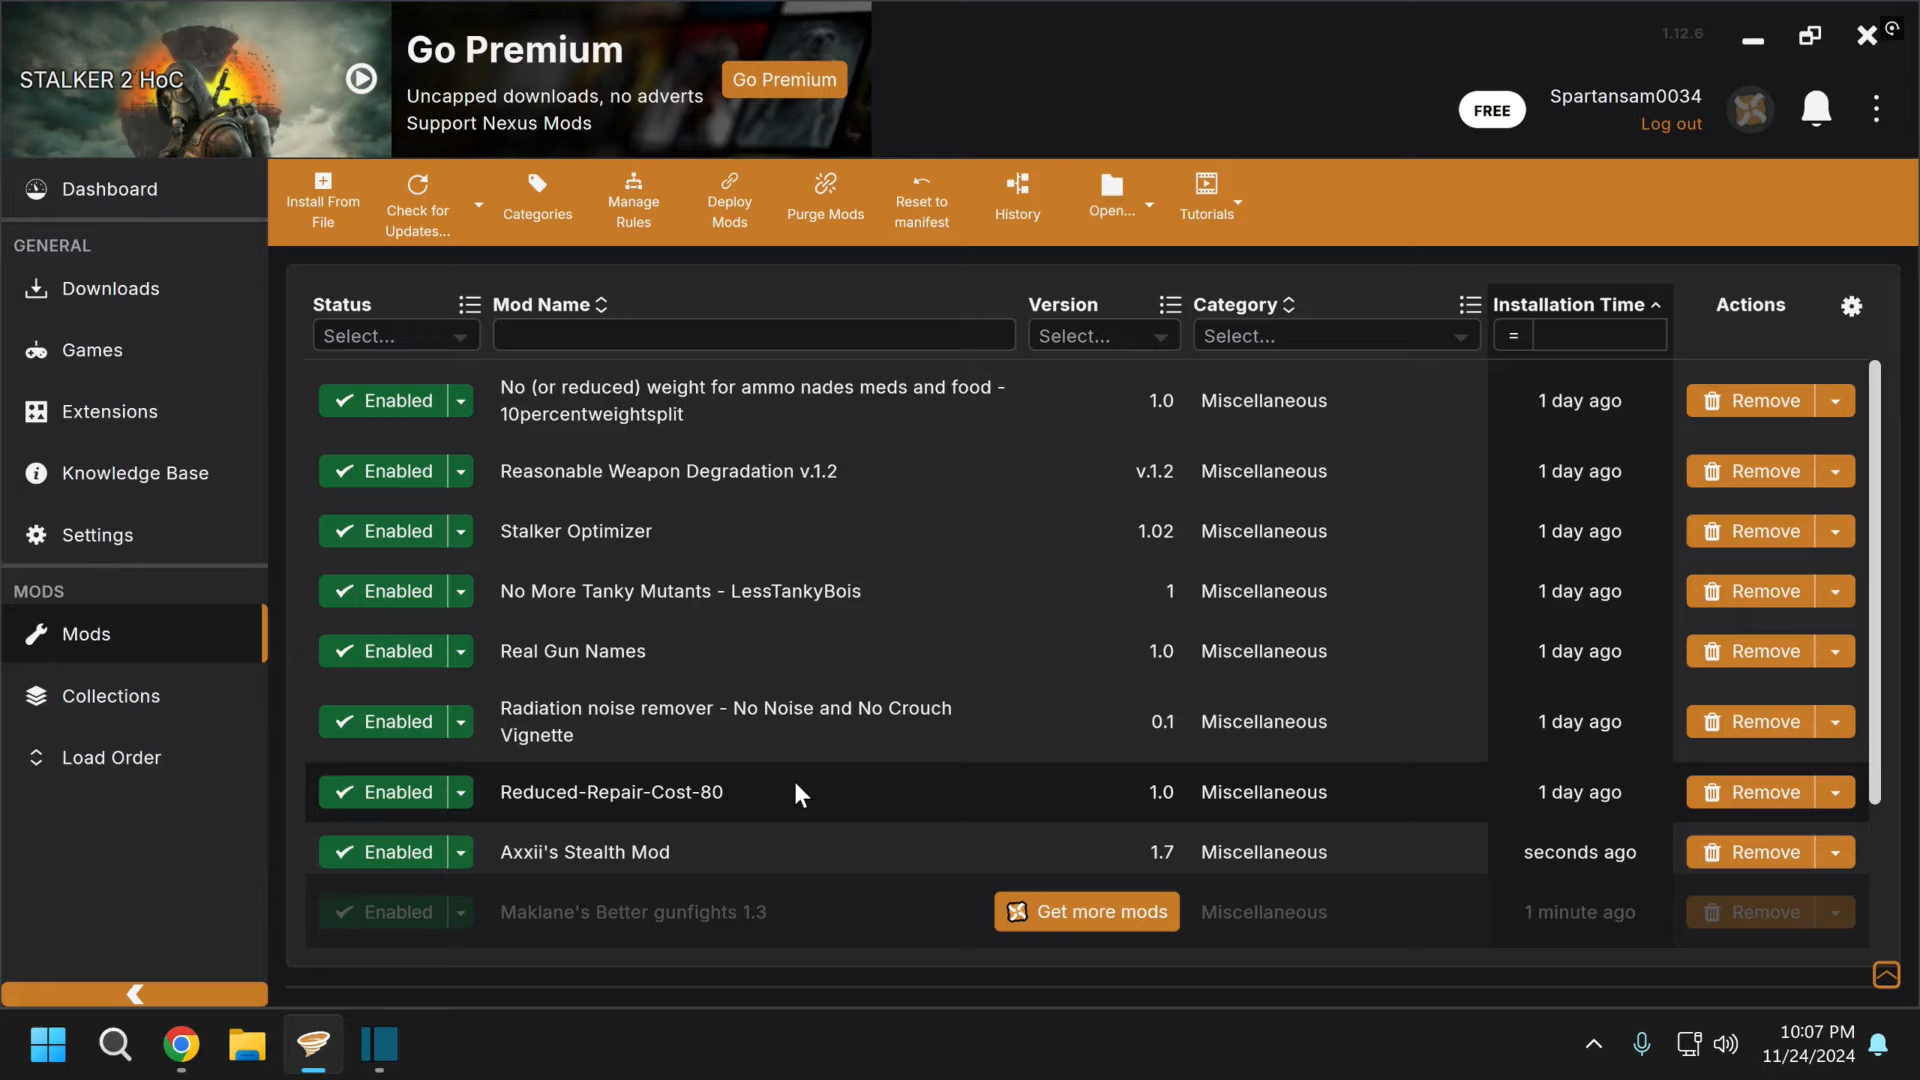 STALKER 2 HoC
Go Premium
Uncapped downloads, no adverts
Support Nexus Mods
Go Premium
1.12.6
FREE
Spartansam0034
Log out
Dashboard
GENERAL
Downloads
Games
Extensions
Knowledge Base
Settings
MODS
Mods
Collections
Load Order
Install From
File
Check for
Updates...
Categories
Manage
Rules
Deploy
Mods
Purge Mods
Reset to
manifest
History
Open...
Tutorials
Status Mod Name Version Category Installation Time Actions
Select... Select... Select... =
Enabled No (or reduced) weight for ammo nades meds and food -
10percentweightsplit 1.0 Miscellaneous 1 day ago Remove
Enabled Reasonable Weapon Degradation v.1.2 v.1.2 Miscellaneous 1 day ago Remove
Enabled Stalker Optimizer 1.02 Miscellaneous 1 day ago Remove
Enabled No More Tanky Mutants - LessTankyBois 1 Miscellaneous 1 day ago Remove
Enabled Real Gun Names 1.0 Miscellaneous 1 day ago Remove
Enabled Radiation noise remover - No Noise and No Crouch
Vignette 0.1 Miscellaneous 1 day ago Remove
Enabled Reduced-Repair-Cost-80 1.0 Miscellaneous 1 day ago Remove
Enabled Axxii's Stealth Mod 1.7 Miscellaneous seconds ago Remove
Enabled Maklane's Better gunfights 1.3 Get more mods Miscellaneous 1 minute ago Remove
10:07 PM
11/24/2024